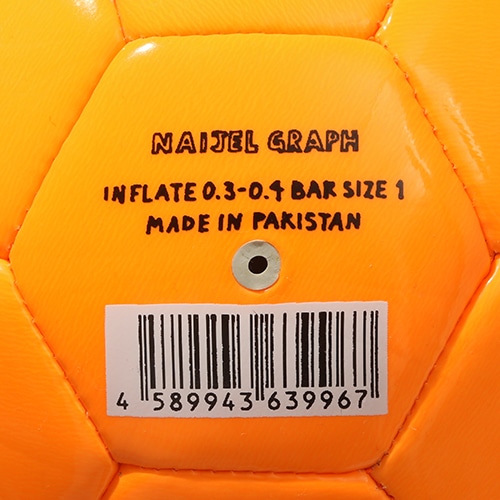 NAIJEL GRAPH
INFLATE 0.3-0.4 BAR SIZE 1
MADE IN PAKISTAN
4 589943 639967